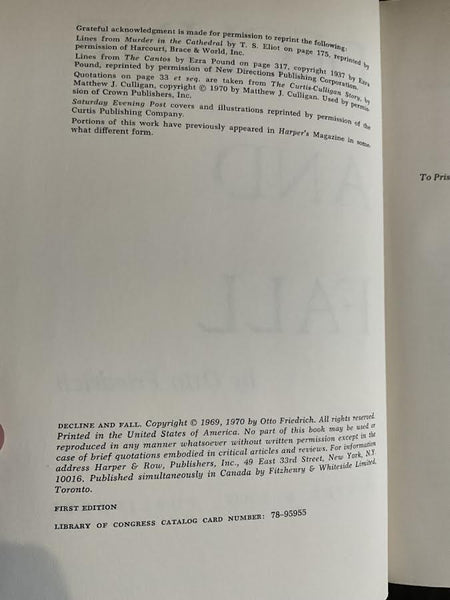 Grateful acknowledgment is made for permission to reprint the following:
Lines from Murder in the Cathedral by T. S. Eliot on page 175, reprinted by
permission of Harcourt, Brace & World, Inc.
Lines from The Cantos by Ezra Pound on page 317, copyright 1937 by Ezra
Pound, reprinted by permission of New Directions Publishing Corporation.
Quotations on page 33 et seq. are taken from The Curtis-Culligan Story, by
Matthew J. Culligan, copyright © 1970 by Matthew J. Culligan. Used by permis-
sion of Crown Publishers, Inc.
Saturday Evening Post covers and illustrations reprinted by permission of the
Curtis Publishing Company.
Portions of this work have previously appeared in Harper's Magazine in some-
what different form.
To Pris
AND
FALL
by Otto Friedrich
DECLINE AND FALL. Copyright © 1969, 1970 by Otto Friedrich. All rights reserved.
Printed in the United States of America. No part of this book may be used or
reproduced in any manner whatsoever without written permission except in the
case of brief quotations embodied in critical articles and reviews. For information
address Harper & Row, Publishers, Inc., 49 East 33rd Street, New York, N.Y.
10016. Published simultaneously in Canada by Fitzhenry & Whiteside Limited,
Toronto.
FIRST EDITION
LIBRARY OF CONGRESS CATALOG CARD NUMBER: 78-95955